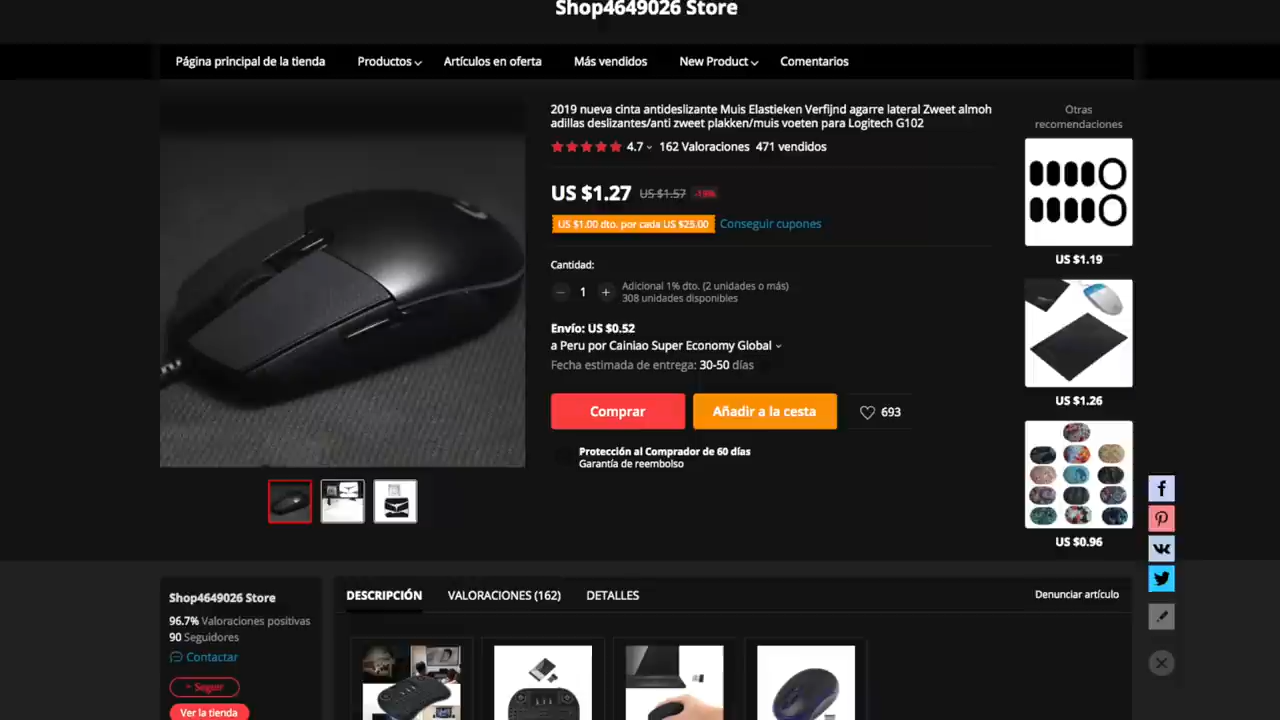 Shop4649026 Store
Página principal de la tienda
Productos
Artículos en oferta
Más vendidos
New Product
Comentarios
2019 nueva cinta antideslizante Muis Elastieken Verfijnd agarre lateral Zweet almoh
adillas deslizantes/anti zweet plakken/muis voeten para Logitech G102
4.7
162 Valoraciones
471 vendidos
US $1.27
US $1.57
-19%
US $1.00 dto. por cada US $25.00
Conseguir cupones
Cantidad:
1
Adicional 1% dto. (2 unidades o más)
308 unidades disponibles
Envío: US $0.52
a Peru por Cainiao Super Economy Global
Fecha estimada de entrega: 30-50 días
Comprar
Añadir a la cesta
693
Protección al Comprador de 60 días
Garantía de reembolso
Otras
recomendaciones
US $1.19
US $1.26
US $0.96
Shop4649026 Store
96.7% Valoraciones positivas
90 Seguidores
Contactar
+ Seguir
Ver la tienda
DESCRIPCIÓN
VALORACIONES (162)
DETALLES
Denunciar artículo